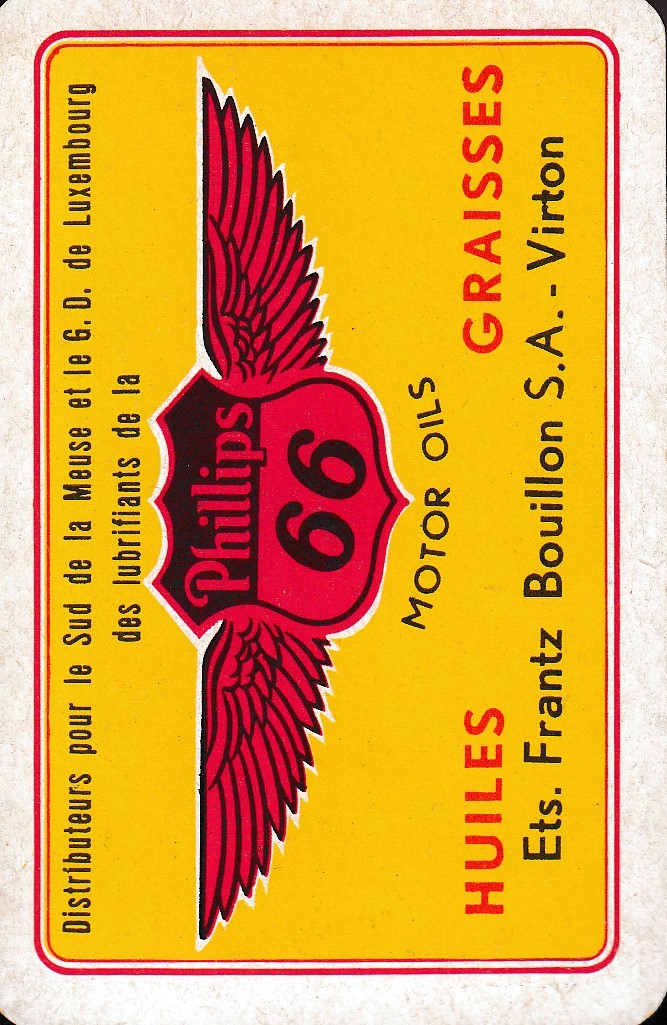 Distributeurs pour le Sud de la Meuse et le G. D. de Luxembourg
des lubrifiants de la
Phillips
66
MOTOR OILS
HUILES GRAISSES
Ets. Frantz Bouillon S.A. - Virton